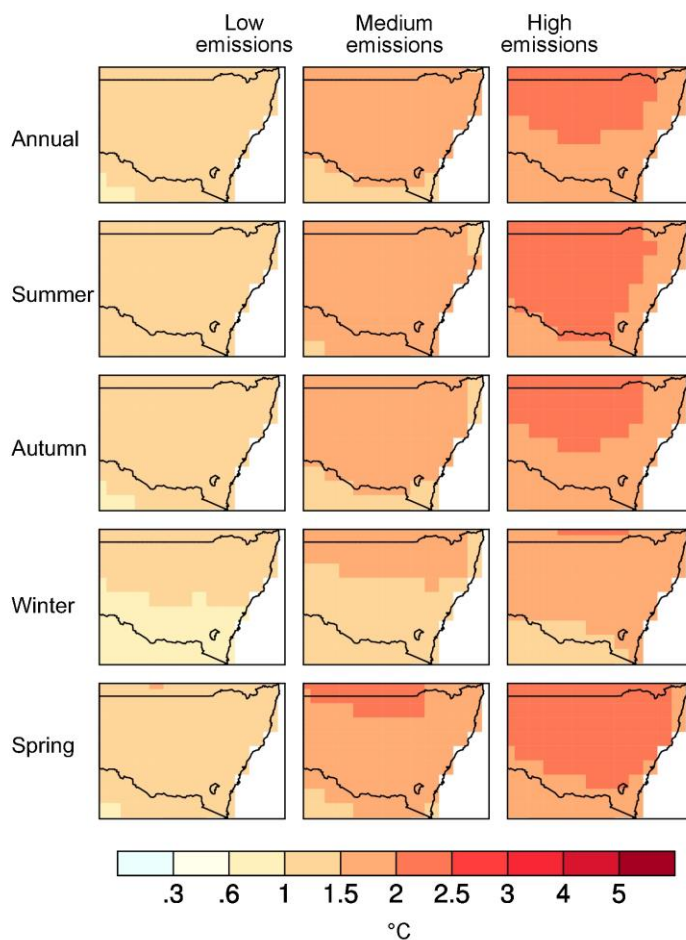 Low emissions
Medium emissions
High emissions
Annual
Summer
Autumn
Winter
Spring
.3 .6 1 1.5 2 2.5 3 4 5
°C